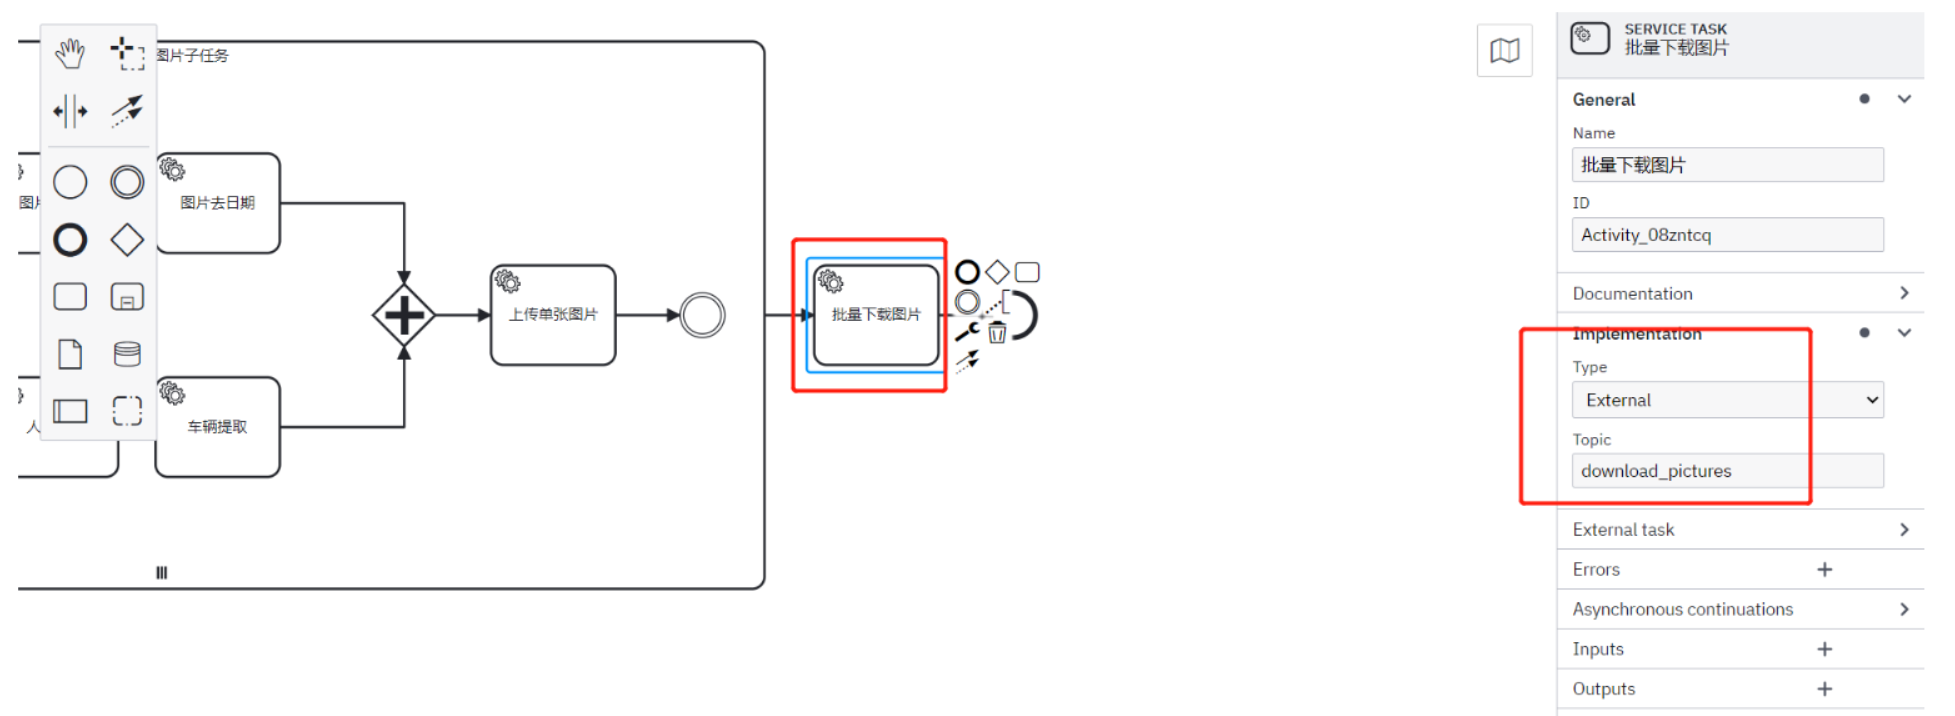 图片子任务
图片去日期
上传单张图片
批量下载图片
车辆提取
人
SERVICE TASK
批量下载图片
General
Name
批量下载图片
ID
Activity_08zntcq
Documentation
Implementation
Type
External
Topic
download_pictures
External task
Errors
Asynchronous continuations
Inputs
Outputs